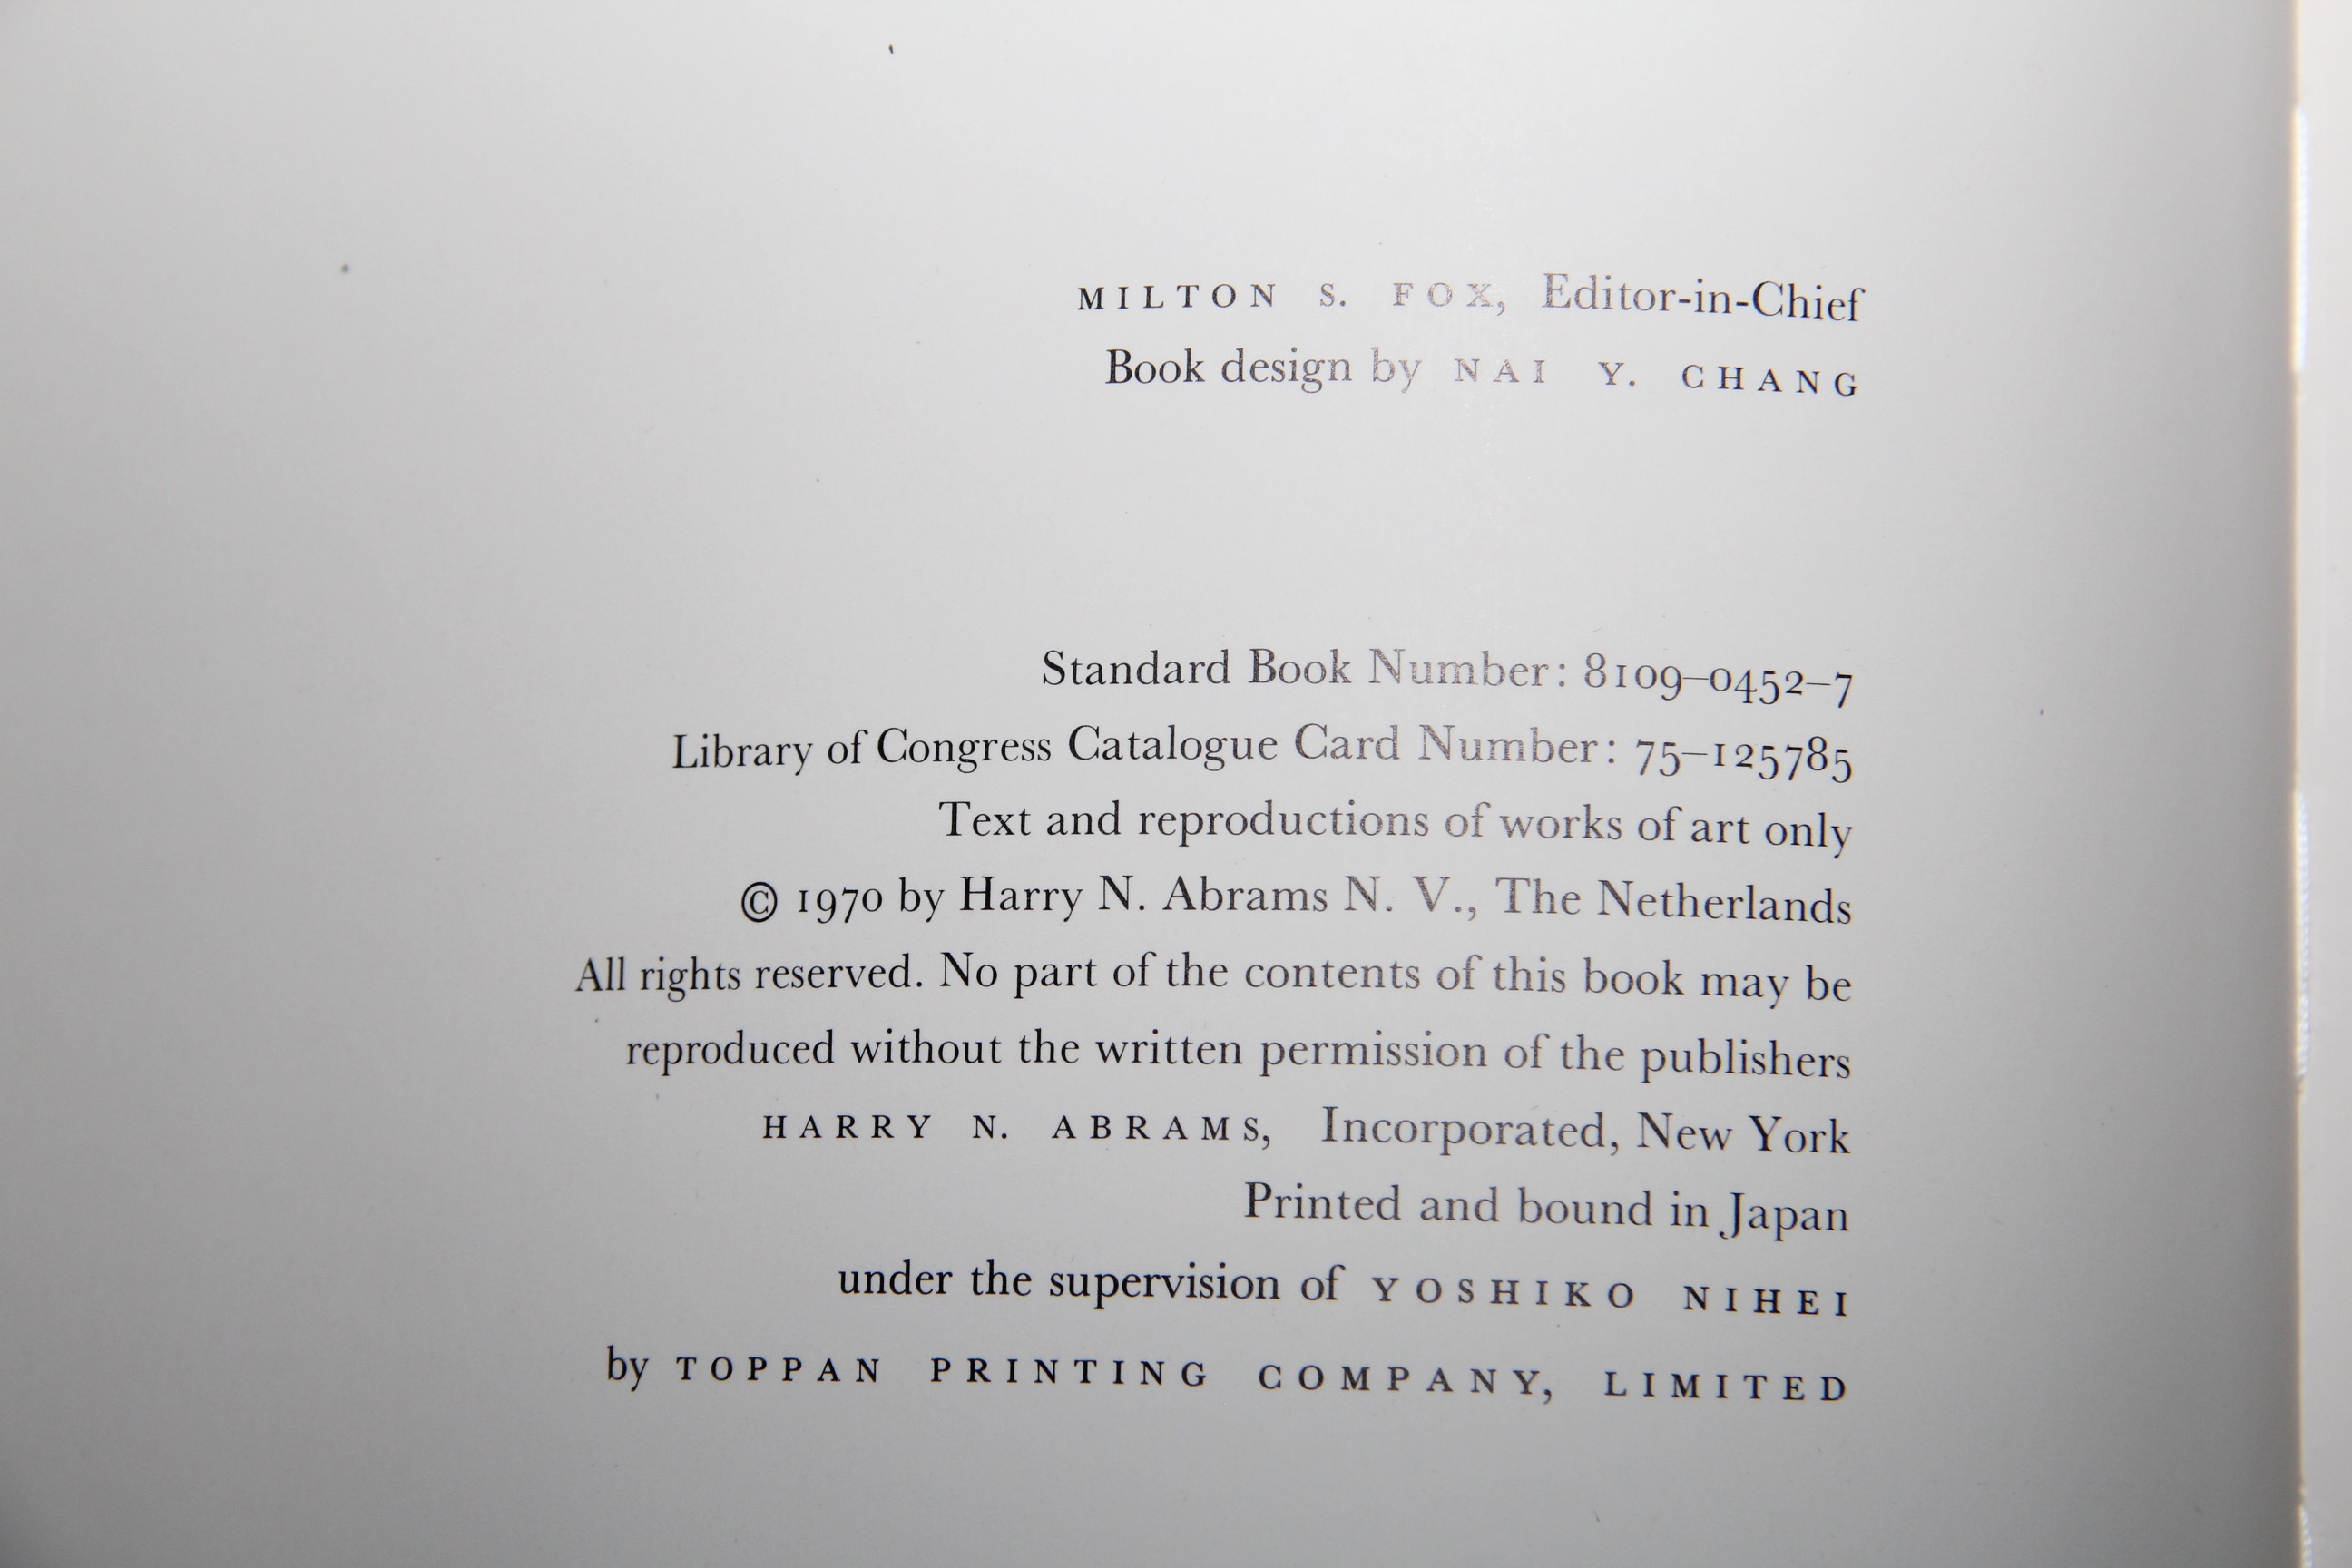 MILTON S. FOX, Editor-in-Chief
Book design by NAI Y. CHANG
Standard Book Number: 8109–0452–7
Library of Congress Catalogue Card Number: 75–125785
Text and reproductions of works of art only
© 1970 by Harry N. Abrams N. V., The Netherlands
All rights reserved. No part of the contents of this book may be
reproduced without the written permission of the publishers
HARRY N. ABRAMS, Incorporated, New York
Printed and bound in Japan
under the supervision of YOSHIKO NIHEI
by TOPPAN PRINTING COMPANY, LIMITED